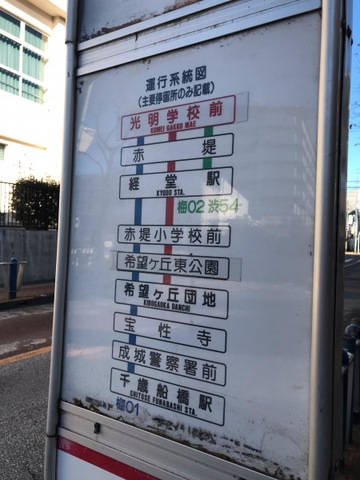 運行系統図
(主要停留所のみ記載)
光明学校前
KOMEI GAKKO MAE
赤堤
経堂駅
KYODO STA.
梅02 渋54
赤堤小学校前
希望ヶ丘東公園
希望ヶ丘団地
KIBOGAOKA DANCHI
宝性寺
成城警察署前
千歳船橋駅
CHITOSE FUNABASHI STA.
梅01